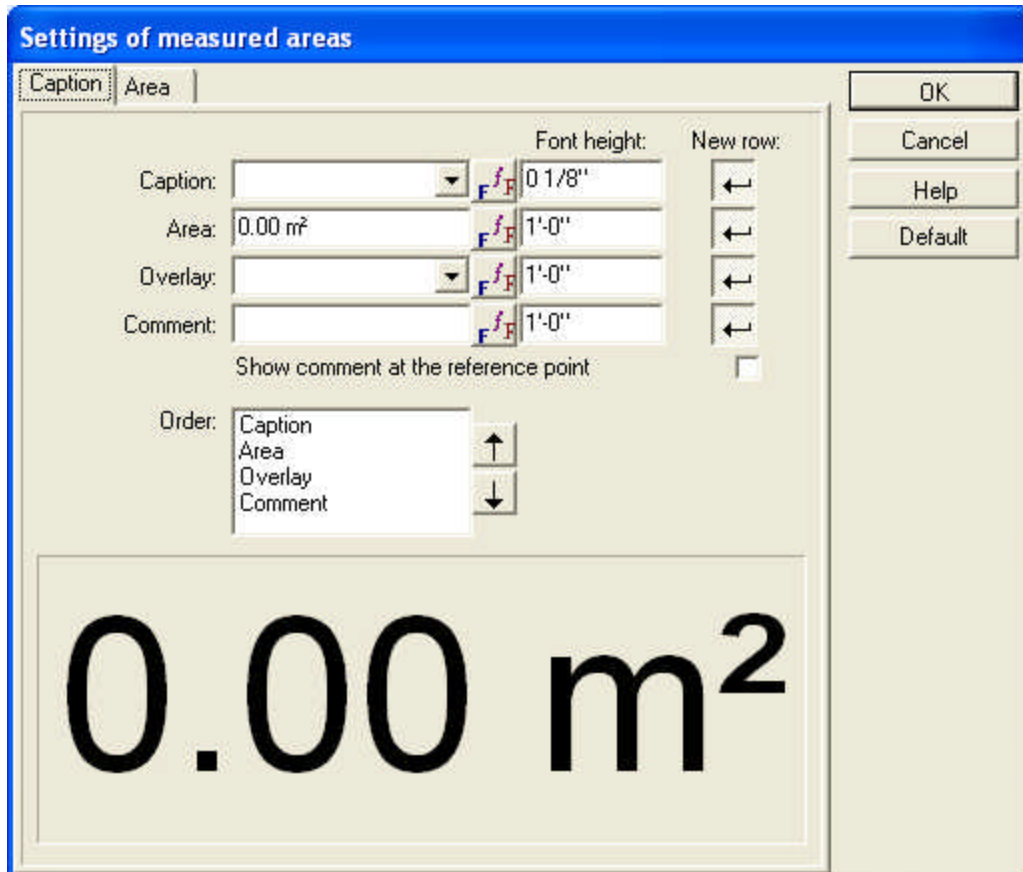 Settings of measured areas
Caption Area
OK
Cancel
Help
Default
Font height: New row:
Caption: F f F 0 1/8''
Area: 0.00 m² F f F 1'-0''
Overlay: F f F 1'-0''
Comment: F f F 1'-0''
Show comment at the reference point
Order: Caption
Area
Overlay
Comment
0.00 m²